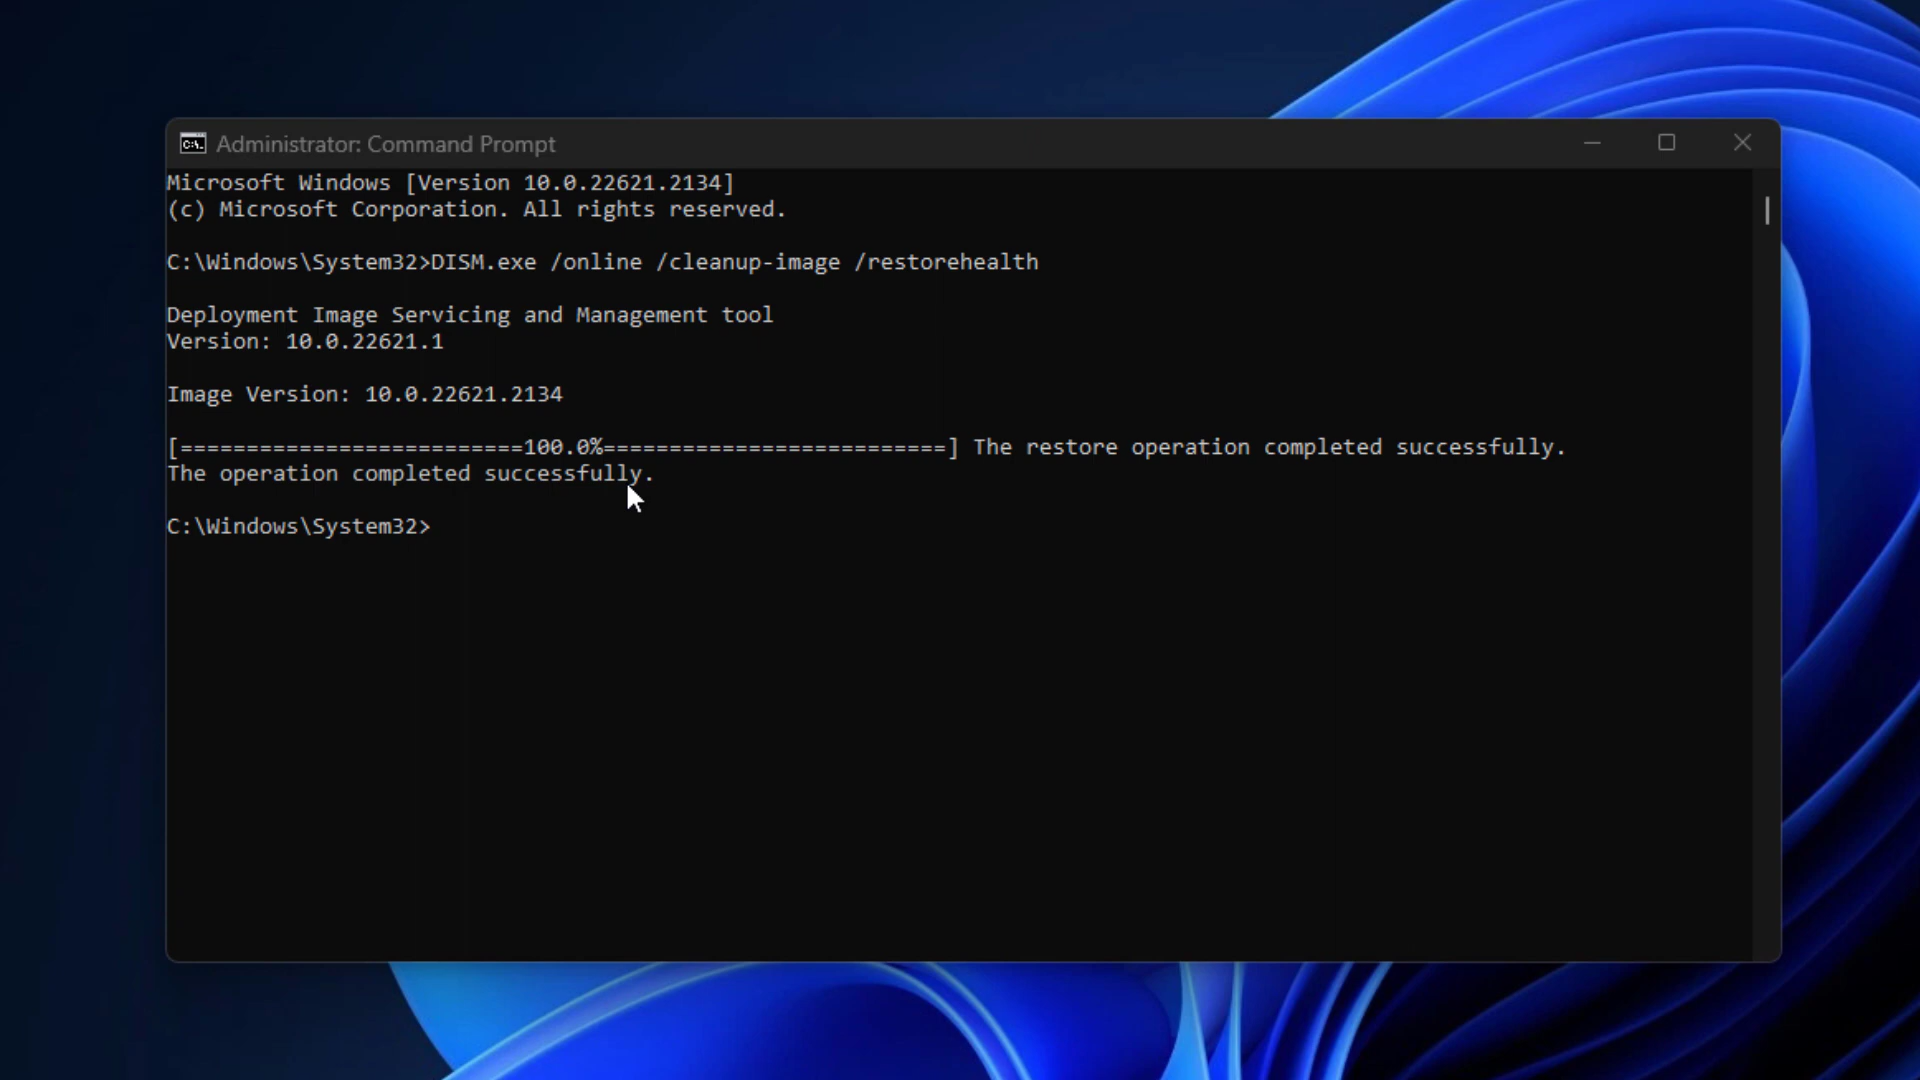 Administrator: Command Prompt
Microsoft Windows [Version 10.0.22621.2134]
(c) Microsoft Corporation. All rights reserved.
C:\Windows\System32>DISM.exe /online /cleanup-image /restorehealth
Deployment Image Servicing and Management tool
Version: 10.0.22621.1
Image Version: 10.0.22621.2134
[==========================100.0%==========================] The restore operation completed successfully.
The operation completed successfully.
C:\Windows\System32>